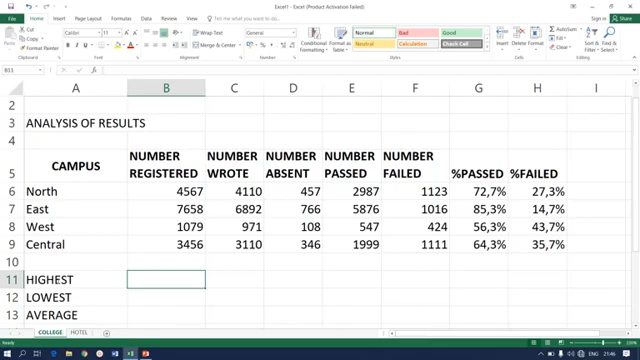 Excel1 - Excel (Product Activation Failed)
Sign in Share
File Home Insert Page Layout Formulas Data Review View Tell me what you want to do
Calibri 11 Wrap Text General Normal Bad Good AutoSum
Merge & Center Conditional Formatting Format as Table Neutral Calculation Check Cell Insert Delete Format Fill Clear Sort & Filter Find & Select
Clipboard Font Alignment Number Styles Cells Editing
B11 fx
A B C D E F G H I
2
3 ANALYSIS OF RESULTS
4
5 CAMPUS NUMBER REGISTERED NUMBER WROTE NUMBER ABSENT NUMBER PASSED NUMBER FAILED %PASSED %FAILED
6 North 4567 4110 457 2987 1123 72,7% 27,3%
7 East 7658 6892 766 5876 1016 85,3% 14,7%
8 West 1079 971 108 547 424 56,3% 43,7%
9 Central 3456 3110 346 1999 1111 64,3% 35,7%
10
11 HIGHEST
12 LOWEST
13 AVERAGE
COLLEGE HOTEL
Ready 220%
21:46